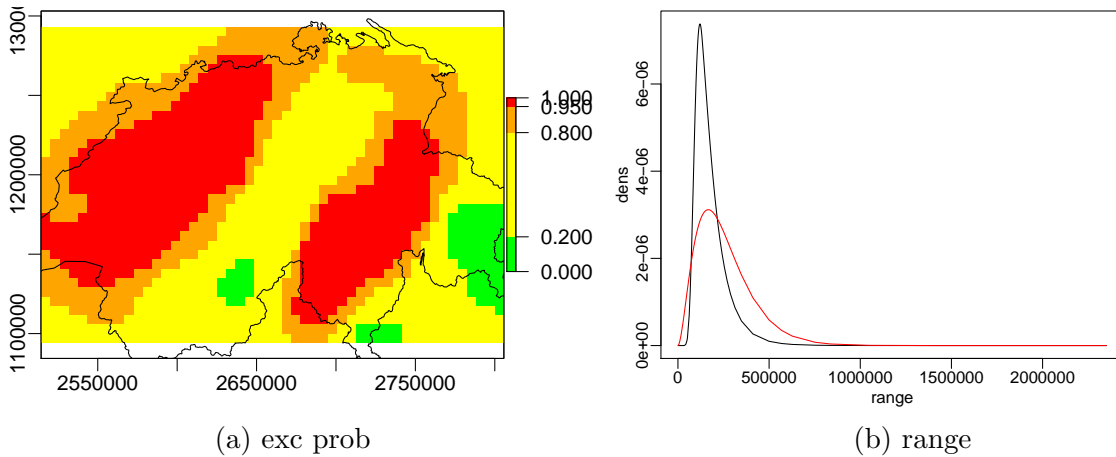 1300000
1200000
1100000
2550000
2650000
2750000
1.000
0.950
0.800
0.200
0.000
(a) exc prob
dens
6e-06
4e-06
2e-06
0e+00
0
500000
1000000
1500000
2000000
range
(b) range